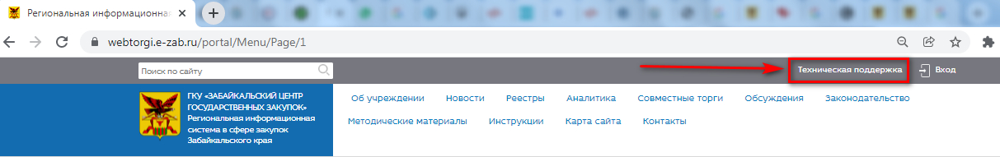 Региональная информационна
webtorgi.e-zab.ru/portal/Menu/Page/1
Поиск по сайту
Техническая поддержка
Вход
ГКУ «ЗАБАЙКАЛЬСКИЙ ЦЕНТР
ГОСУДАРСТВЕННЫХ ЗАКУПОК»
Региональная информационная
система в сфере закупок
Забайкальского края
Об учреждении Новости Реестры Аналитика Совместные торги Обсуждения Законодательство
Методические материалы Инструкции Карта сайта Контакты